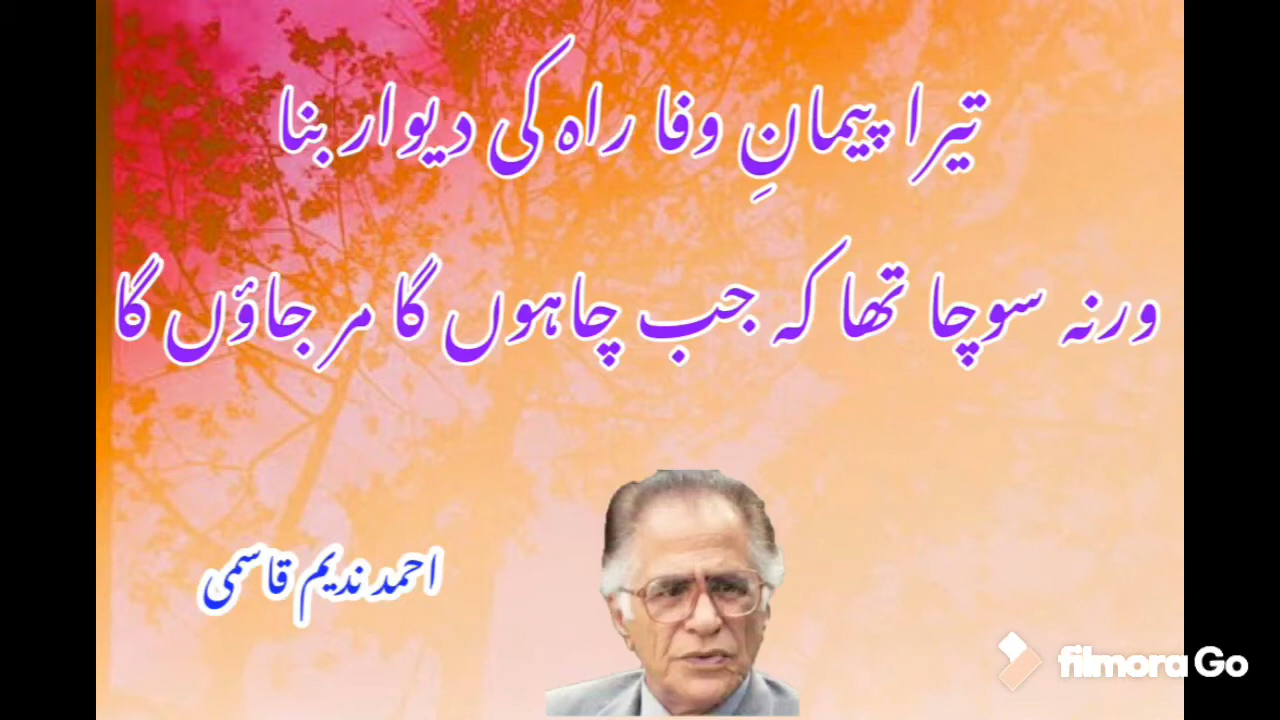 تیرا پیمانِ وفا راہ کی دیوار بنا
ورنہ سوچا تھا کہ جب چاہوں گا مر جاؤں گا
احمد ندیم قاسمی
filmora Go